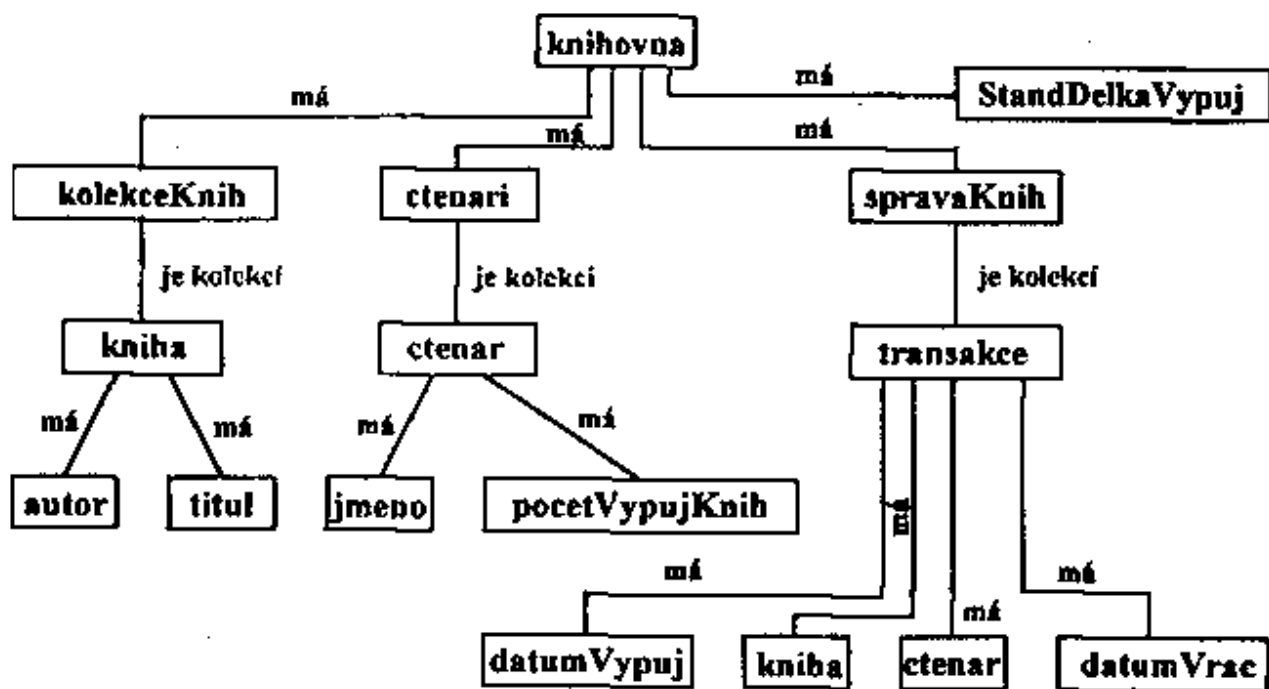 knihovna
má
StandDelkaVypuj
má
má
má
kolekceKnih
ctenari
spravaKnih
je kolekcí
je kolekcí
je kolekcí
kniha
ctenar
transakce
má
má
má
má
autor
titul
jmeno
pocetVypujKnih
má
má
má
má
datumVypuj
kniha
ctenar
datumVrac